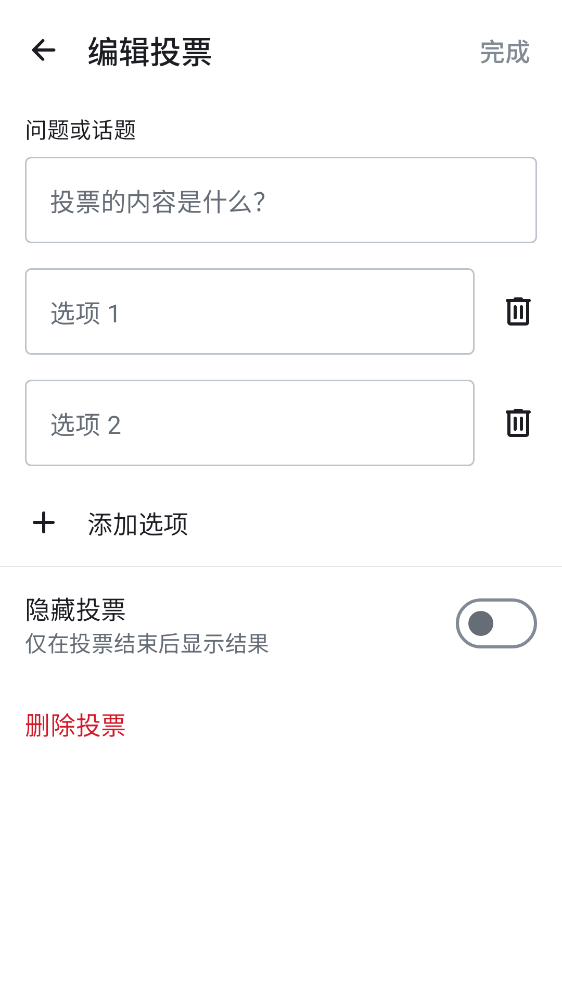 编辑投票
完成
问题或话题
投票的内容是什么?
选项 1
选项 2
添加选项
隐藏投票
仅在投票结束后显示结果
删除投票